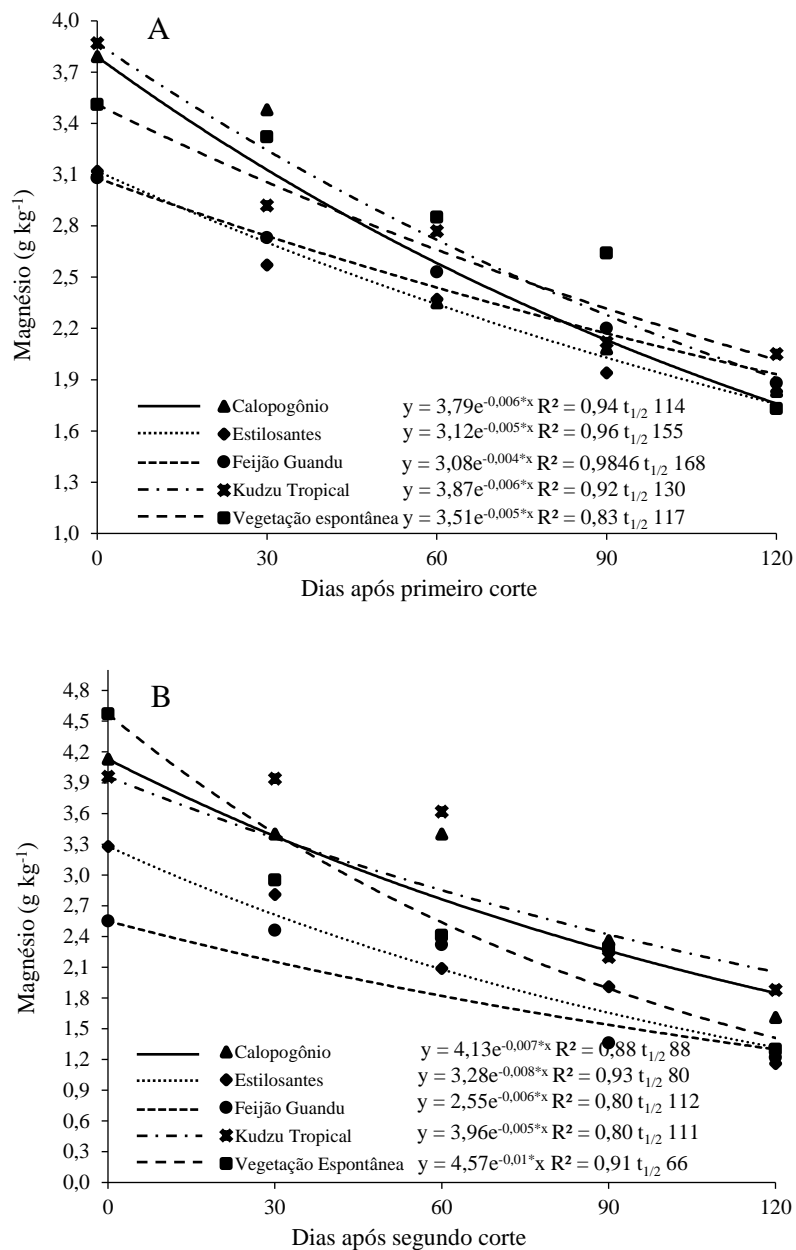 A
Magnésio (g kg-1)
4,0
3,7
3,4
3,1
2,8
2,5
2,2
1,9
1,6
1,3
1,0
Calopogônio y = 3,79e-0,006*x R² = 0,94 t1/2 114
Estilosantes y = 3,12e-0,005*x R² = 0,96 t1/2 155
Feijão Guandu y = 3,08e-0,004*x R² = 0,9846 t1/2 168
Kudzu Tropical y = 3,87e-0,006*x R² = 0,92 t1/2 130
Vegetação espontânea y = 3,51e-0,005*x R² = 0,83 t1/2 117
0 30 60 90 120
Dias após primeiro corte
B
Magnésio (g kg-1)
4,8
4,5
4,2
3,9
3,6
3,3
3,0
2,7
2,4
2,1
1,8
1,5
1,2
0,9
0,6
0,3
0,0
Calopogônio y = 4,13e-0,007*x R² = 0,88 t1/2 88
Estilosantes y = 3,28e-0,008*x R² = 0,93 t1/2 80
Feijão Guandu y = 2,55e-0,006*x R² = 0,80 t1/2 112
Kudzu Tropical y = 3,96e-0,005*x R² = 0,80 t1/2 111
Vegetação Espontânea y = 4,57e-0,01*x R² = 0,91 t1/2 66
0 30 60 90 120
Dias após segundo corte